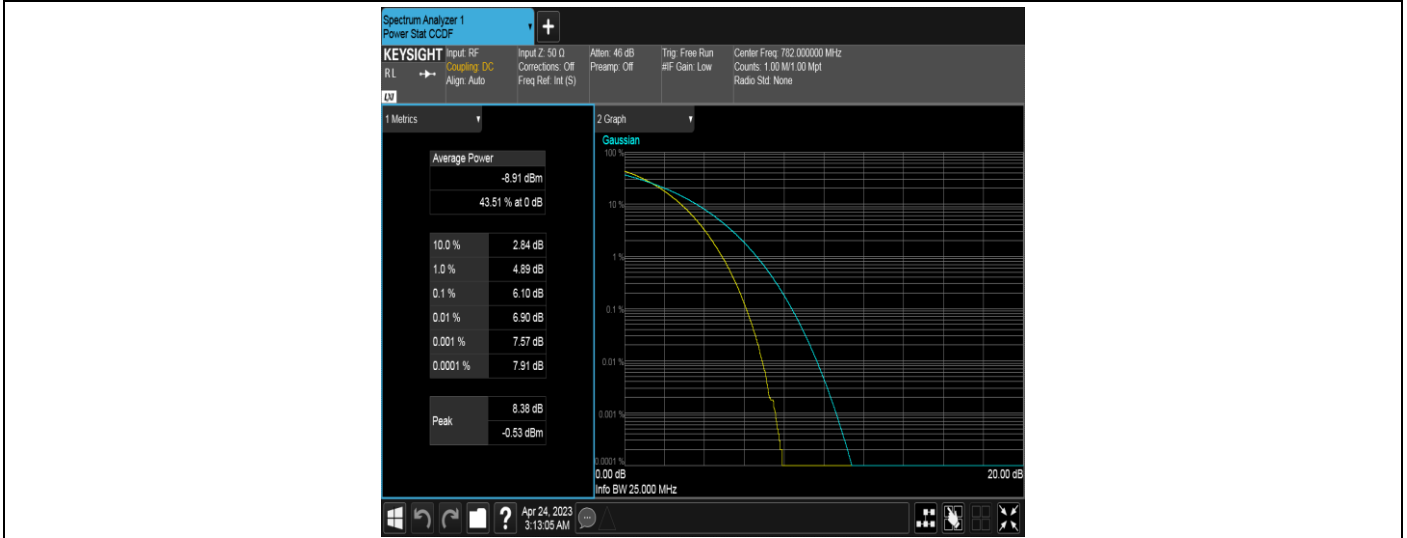 Spectrum Analyzer 1
Power Stat CCDF
+
KEYSIGHT
RL
LXI
Input: RF
Coupling: DC
Align: Auto
Input Z: 50 Ω
Corrections: Off
Freq Ref: Int (S)
Atten: 46 dB
Preamp: Off
Trig: Free Run
#IF Gain: Low
Center Freq: 782.000000 MHz
Counts: 1.00 M/1.00 Mpt
Radio Std: None
1 Metrics
Average Power
-8.91 dBm
43.51 % at 0 dB
10.0 % 2.84 dB
1.0 % 4.89 dB
0.1 % 6.10 dB
0.01 % 6.90 dB
0.001 % 7.57 dB
0.0001 % 7.91 dB
Peak
8.38 dB
-0.53 dBm
2 Graph
Gaussian
100 %
10 %
1 %
0.1 %
0.01 %
0.001 %
0.0001 %
0.00 dB
20.00 dB
Info BW 25.000 MHz
?
Apr 24, 2023
3:13:05 AM